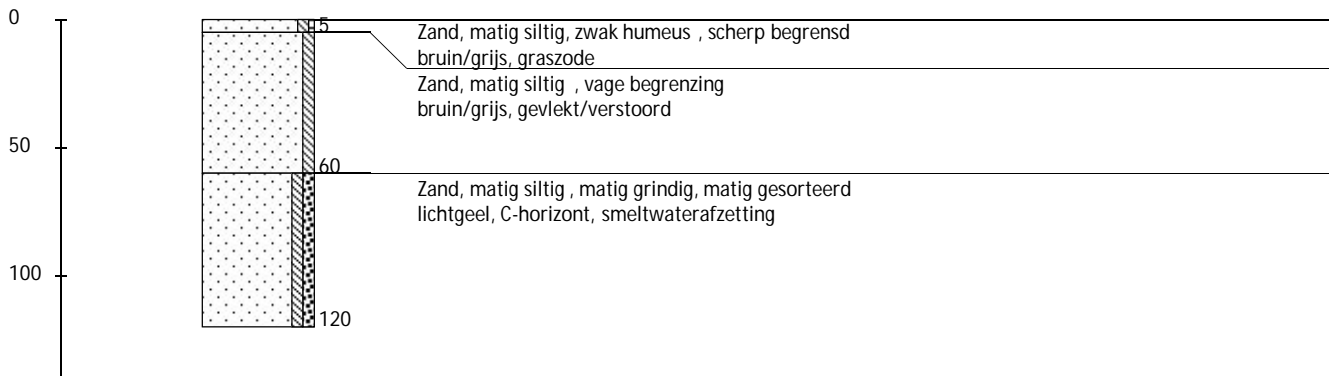 0
5
Zand, matig siltig, zwak humeus , scherp begrensd
bruin/grijs, graszode
Zand, matig siltig , vage begrenzing
bruin/grijs, gevlekt/verstoord
50
60
Zand, matig siltig , matig grindig, matig gesorteerd
lichtgeel, C-horizont, smeltwaterafzetting
100
120